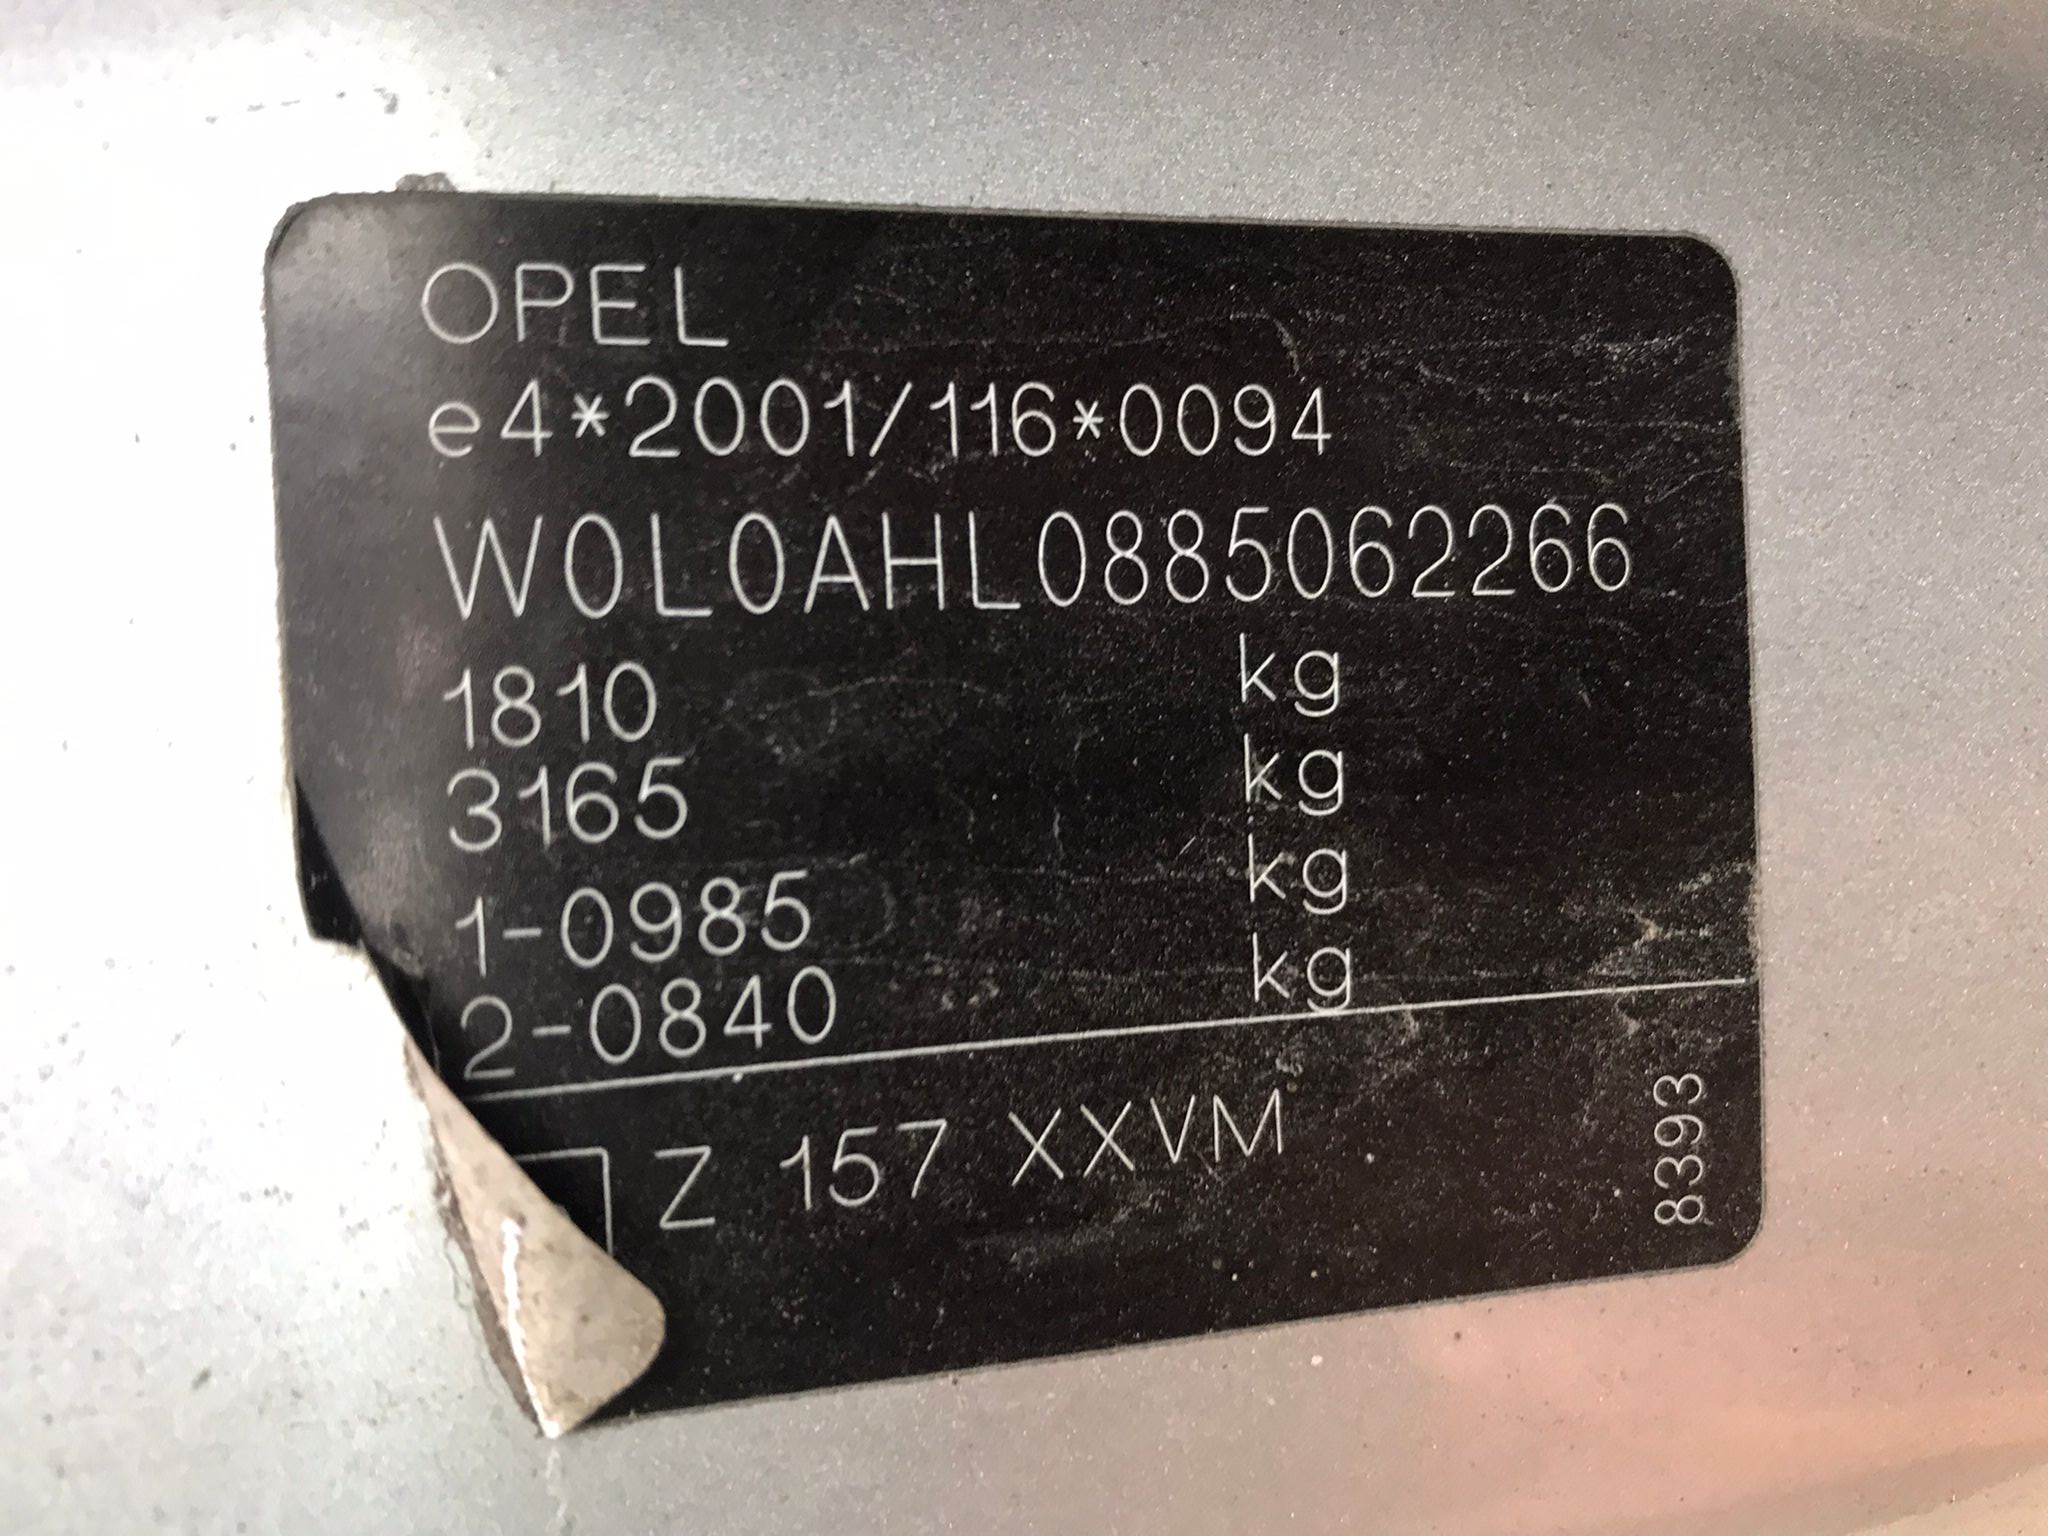 OPEL
e4*2001/116*0094
W0L0AHL0885062266
1810 kg
3165 kg
1-0985 kg
2-0840 kg
Z 157 XXVM
8393